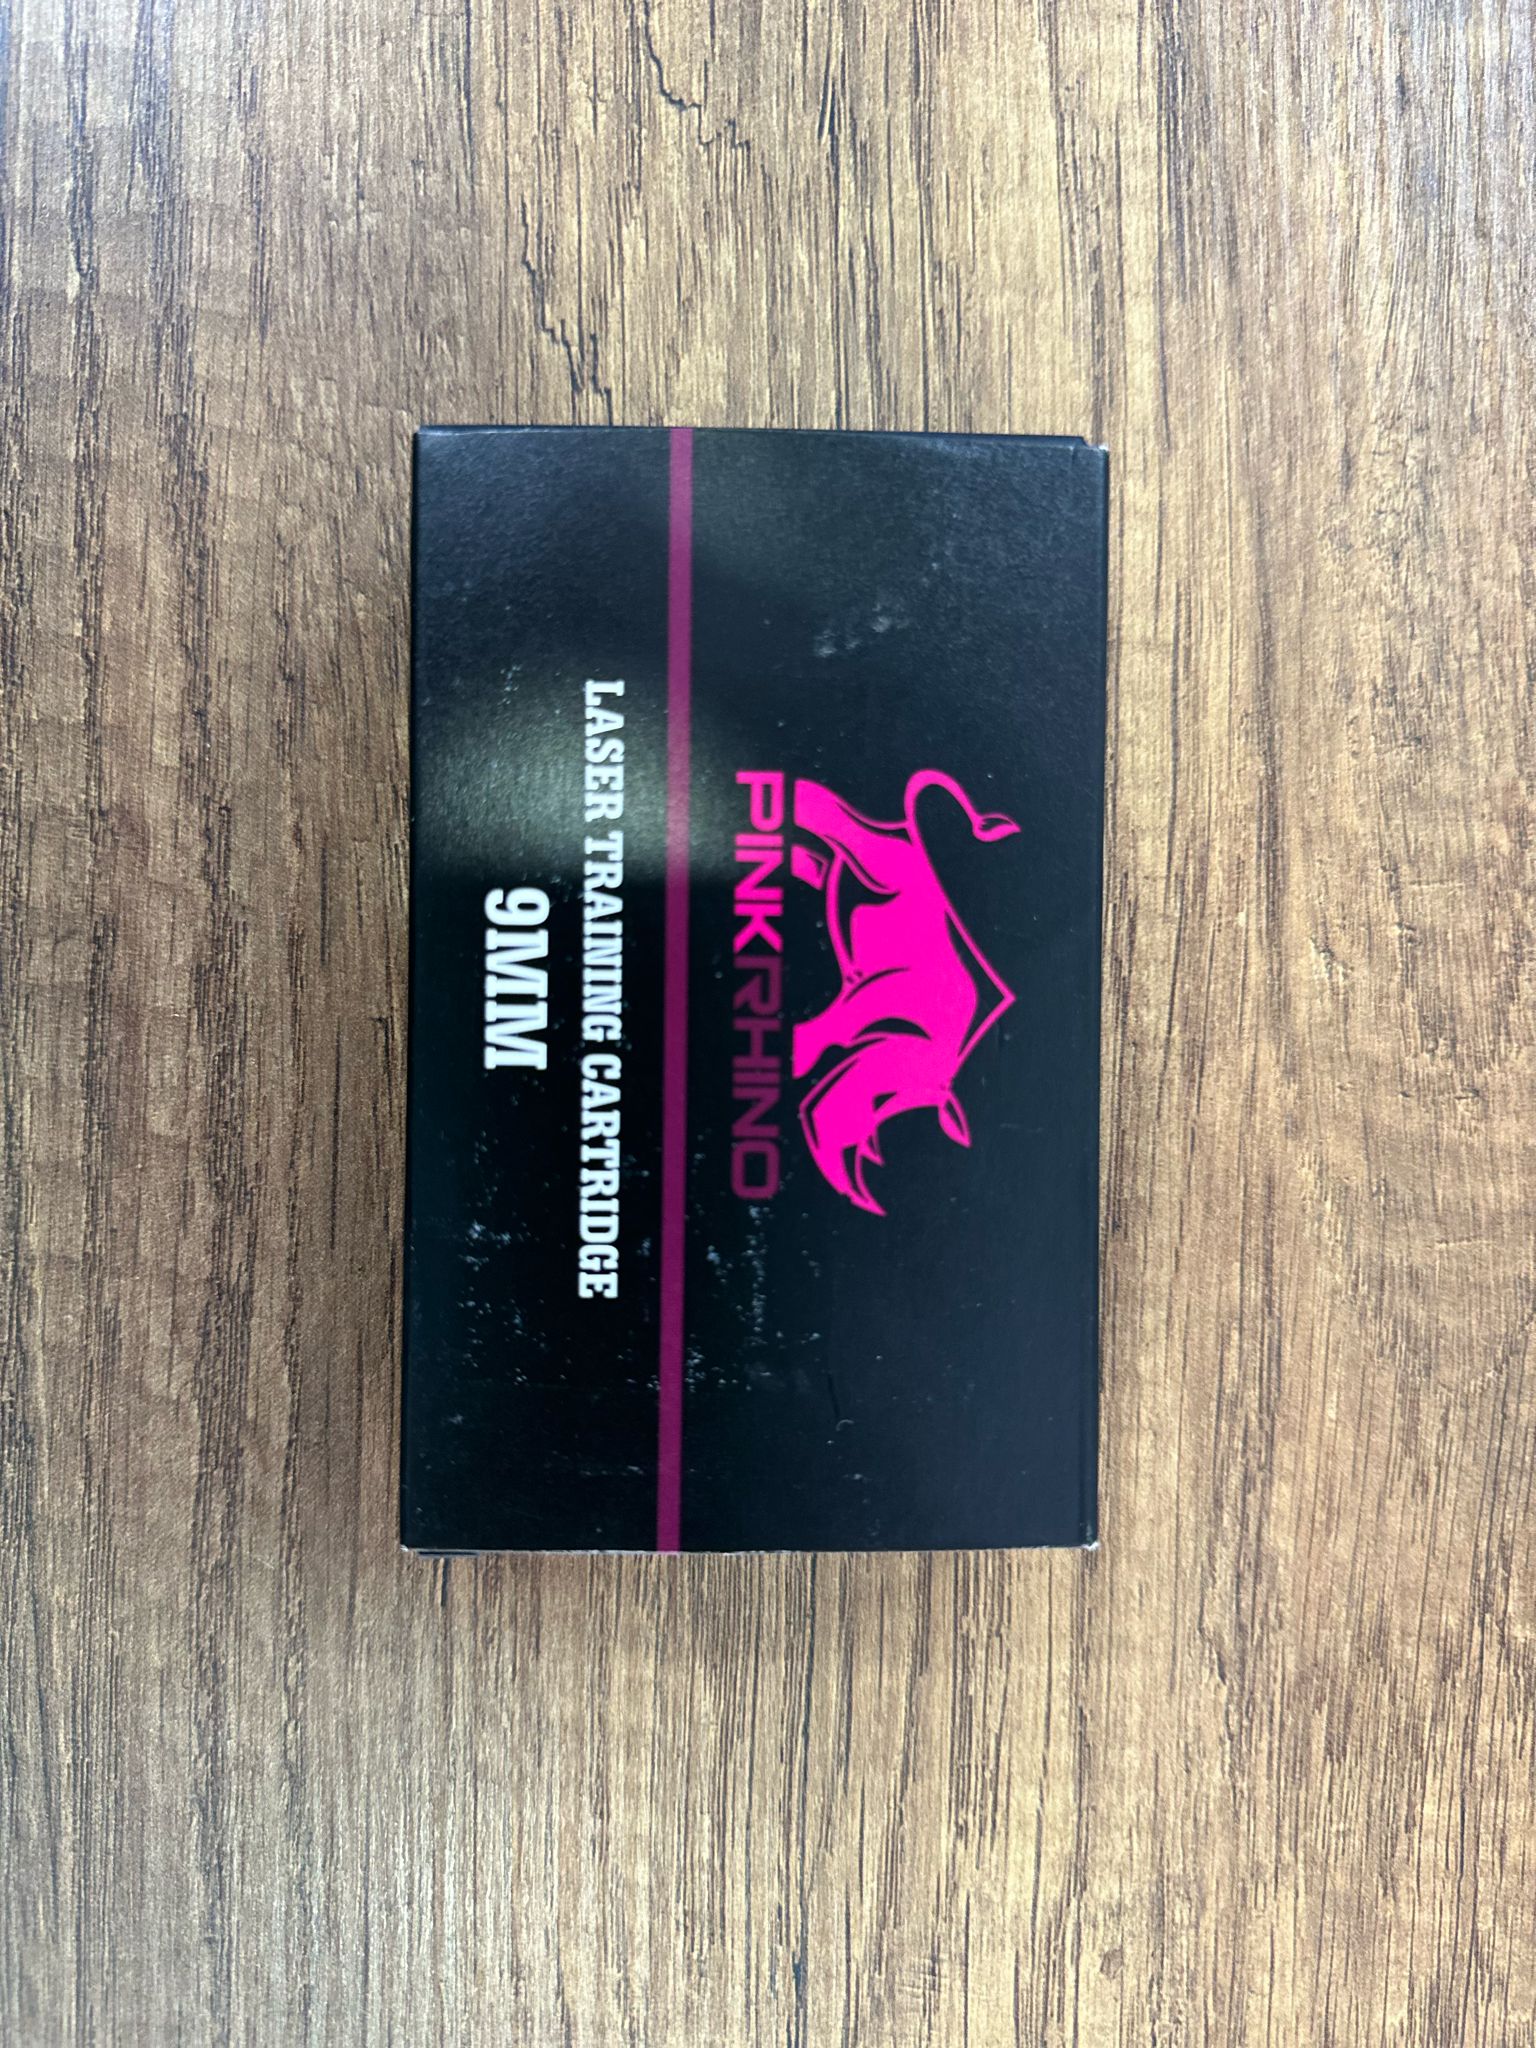 PINKRHINO
LASER TRAINING CARTRIDGE
9MM